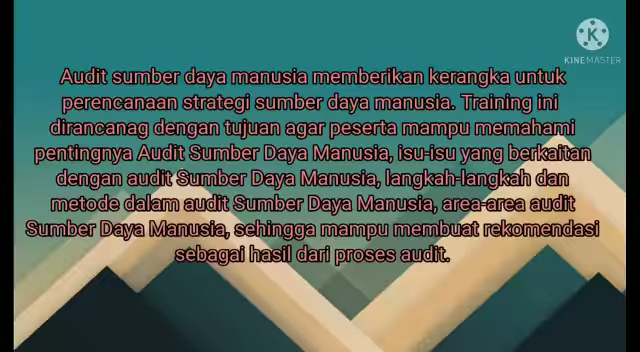 KINEMASTER
Audit sumber daya manusia memberikan kerangka untuk
perencanaan strategi sumber daya manusia. Training ini
dirancanag dengan tujuan agar peserta mampu memahami
pentingnya Audit Sumber Daya Manusia, isu-isu yang berkaitan
dengan audit Sumber Daya Manusia, langkah-langkah dan
metode dalam audit Sumber Daya Manusia, area-area audit
Sumber Daya Manusia, sehingga mampu membuat rekomendasi
sebagai hasil dari proses audit.